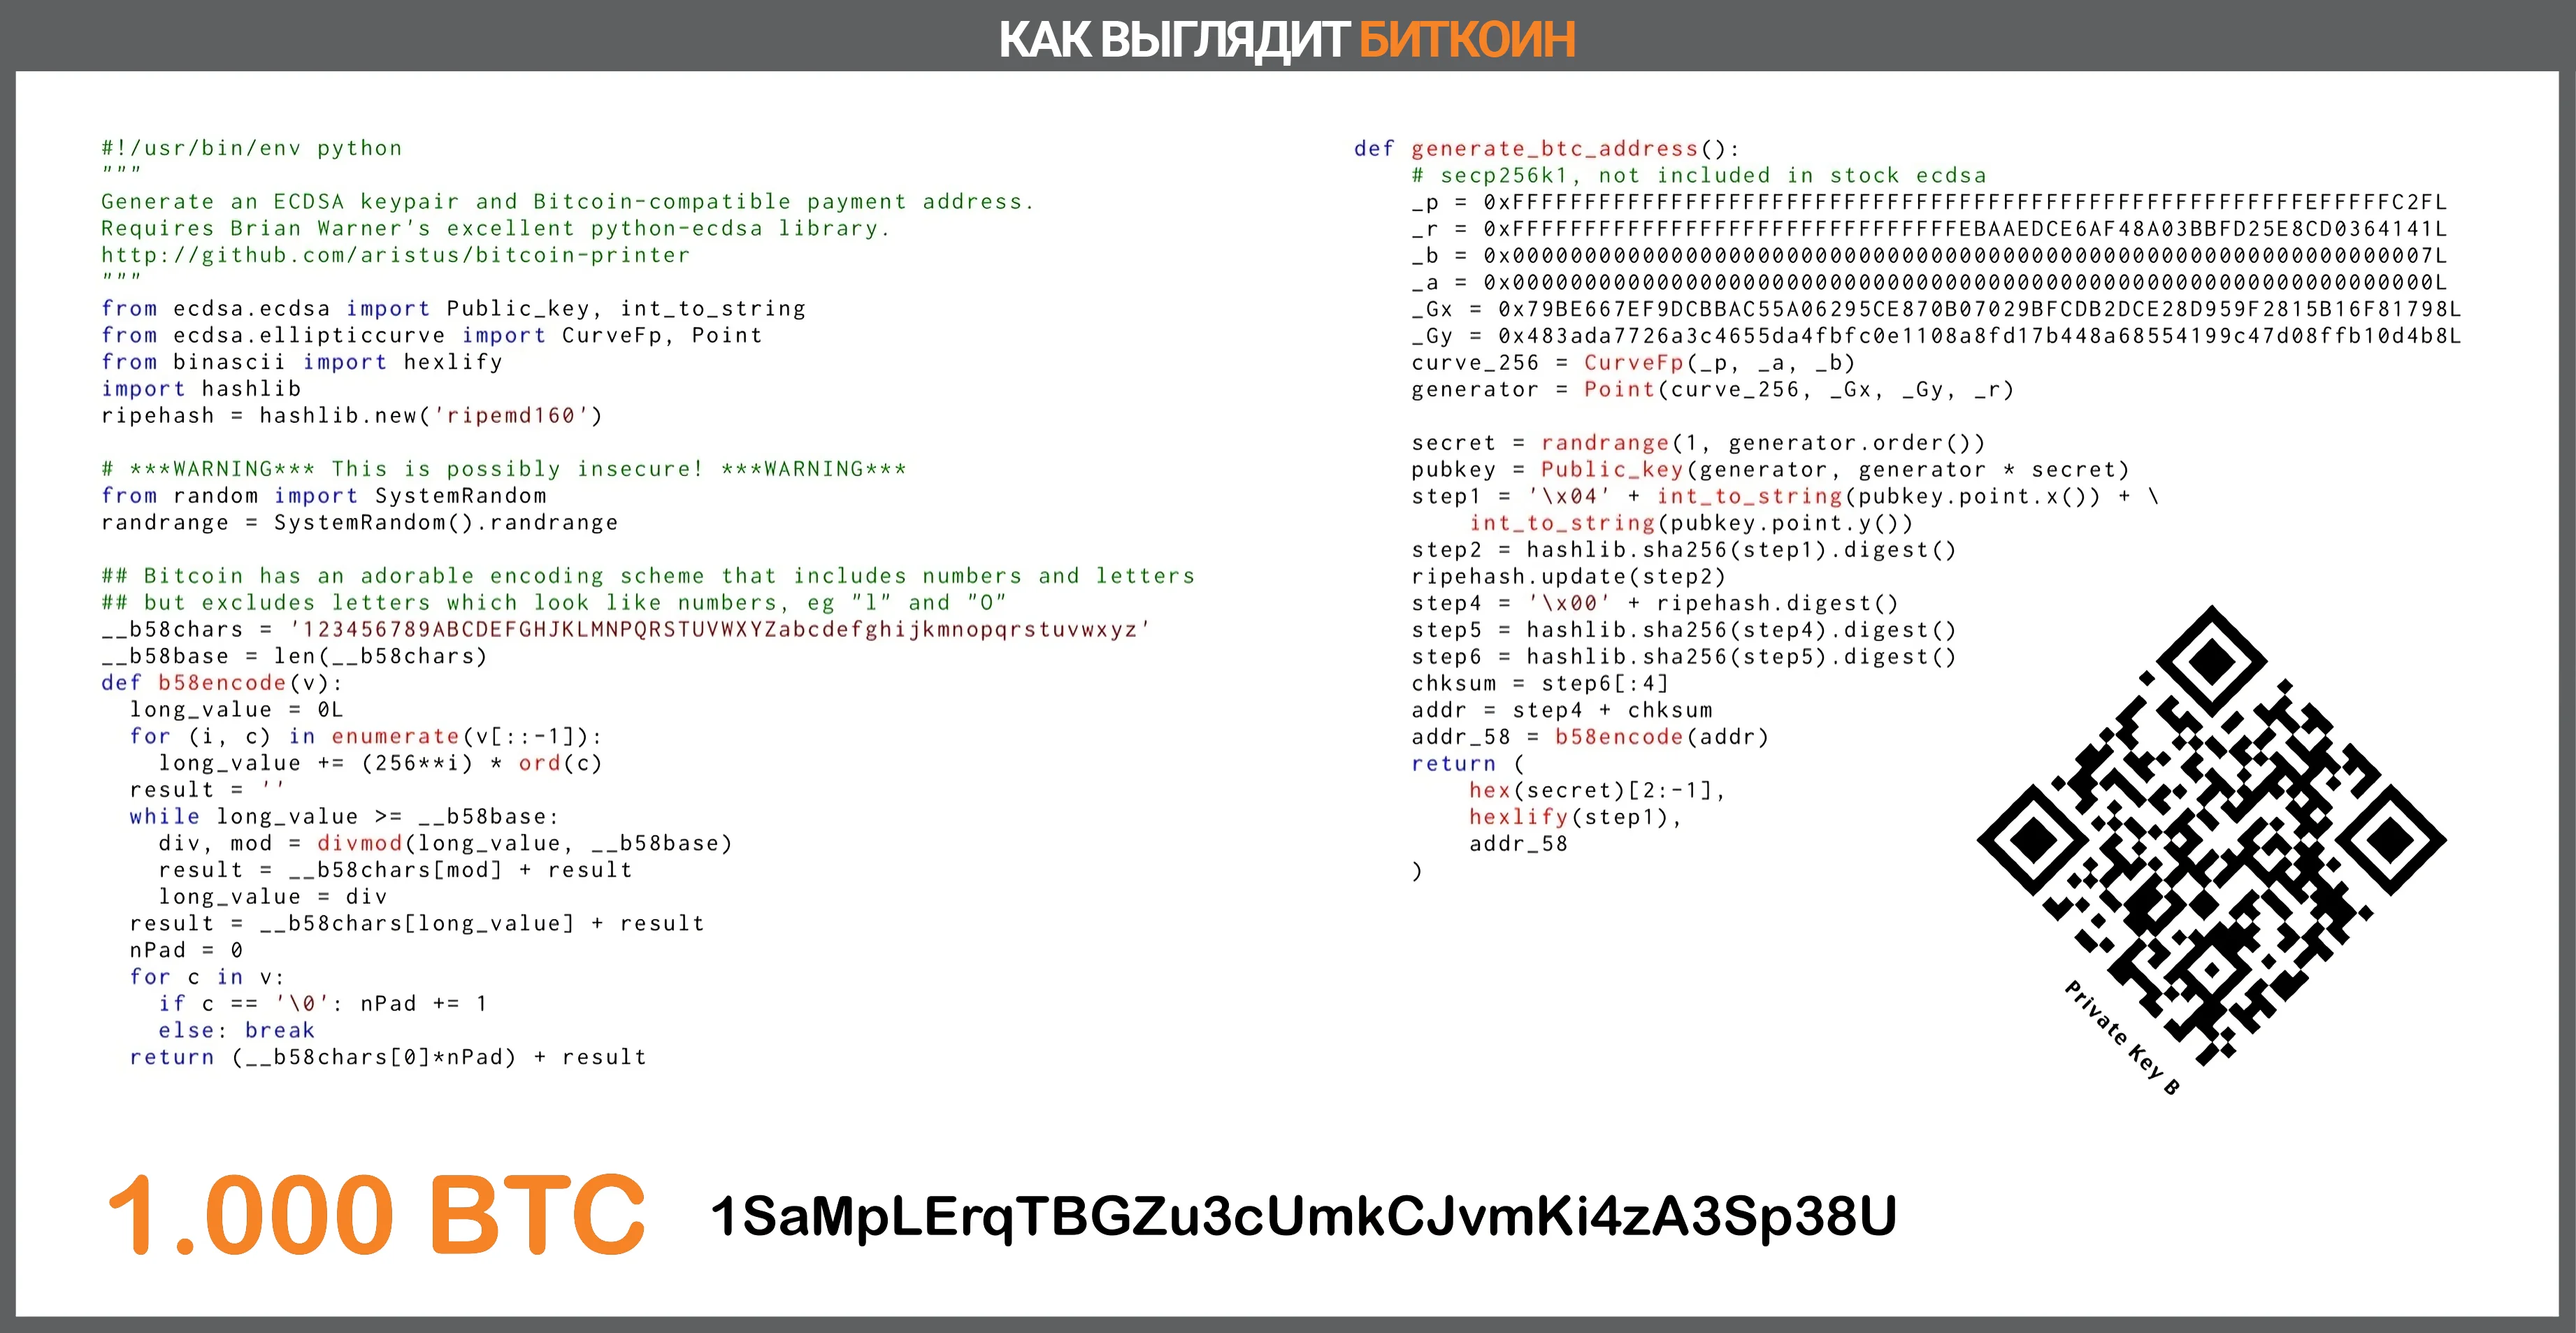 КАК ВЫГЛЯДИТ БИТКОИН
#!/usr/bin/env python
"""
Generate an ECDSA keypair and Bitcoin-compatible payment address.
Requires Brian Warner's excellent python-ecdsa library.
http://github.com/aristus/bitcoin-printer
"""
from ecdsa.ecdsa import Public_key, int_to_string
from ecdsa.ellipticcurve import CurveFp, Point
from binascii import hexlify
import hashlib
ripehash = hashlib.new('ripemd160')
# ***WARNING*** This is possibly insecure! ***WARNING***
from random import SystemRandom
randrange = SystemRandom().randrange
## Bitcoin has an adorable encoding scheme that includes numbers and letters
## but excludes letters which look like numbers, eg "l" and "O"
__b58chars = '123456789ABCDEFGHJKLMNPQRSTUVWXYZabcdefghijkmnopqrstuvwxyz'
__b58base = len(__b58chars)
def b58encode(v):
  long_value = 0L
  for (i, c) in enumerate(v[::-1]):
    long_value += (256**i) * ord(c)
  result = ''
  while long_value >= __b58base:
    div, mod = divmod(long_value, __b58base)
    result = __b58chars[mod] + result
    long_value = div
  result = __b58chars[long_value] + result
  nPad = 0
  for c in v:
    if c == '\0': nPad += 1
    else: break
  return (__b58chars[0]*nPad) + result
def generate_btc_address():
    # secp256k1, not included in stock ecdsa
    _p = 0xFFFFFFFFFFFFFFFFFFFFFFFFFFFFFFFFFFFFFFFFFFFFFFFFFFFFFFFEFFFFFC2FL
    _r = 0xFFFFFFFFFFFFFFFFFFFFFFFFFFFFFFFEBAAEDCE6AF48A03BBFD25E8CD0364141L
    _b = 0x0000000000000000000000000000000000000000000000000000000000000007L
    _a = 0x0000000000000000000000000000000000000000000000000000000000000000L
    _Gx = 0x79BE667EF9DCBBAC55A06295CE870B07029BFCDB2DCE28D959F2815B16F81798L
    _Gy = 0x483ada7726a3c4655da4fbfc0e1108a8fd17b448a68554199c47d08ffb10d4b8L
    curve_256 = CurveFp(_p, _a, _b)
    generator = Point(curve_256, _Gx, _Gy, _r)
    secret = randrange(1, generator.order())
    pubkey = Public_key(generator, generator * secret)
    step1 = '\x04' + int_to_string(pubkey.point.x()) + \
        int_to_string(pubkey.point.y())
    step2 = hashlib.sha256(step1).digest()
    ripehash.update(step2)
    step4 = '\x00' + ripehash.digest()
    step5 = hashlib.sha256(step4).digest()
    step6 = hashlib.sha256(step5).digest()
    chksum = step6[:4]
    addr = step4 + chksum
    addr_58 = b58encode(addr)
    return (
        hex(secret)[2:-1],
        hexlify(step1),
        addr_58
    )
Private Key B
1.000 BTC
1SaMpLErqTBGZu3cUmkCJvmKi4zA3Sp38U